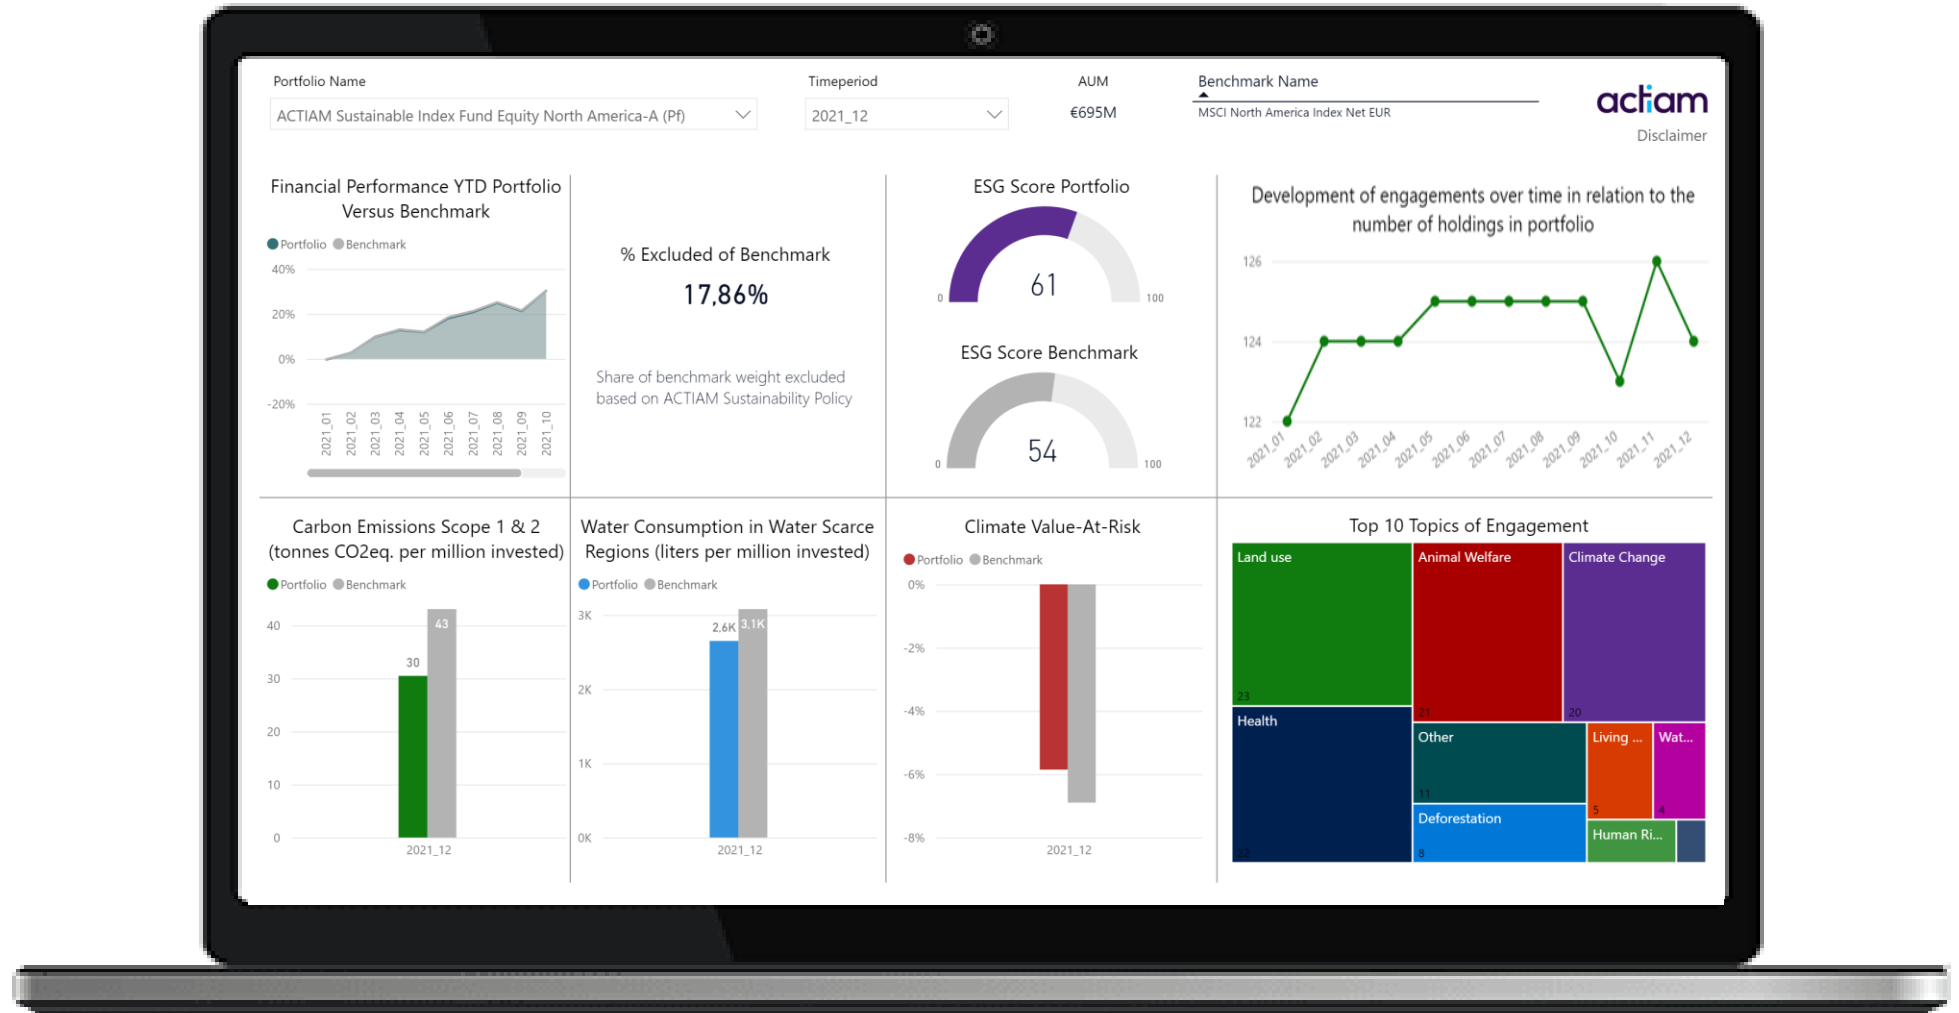 Portfolio Name
ACTIAM Sustainable Index Fund Equity North America-A (Pf)
Timeperiod
2021_12
AUM
€695M
Benchmark Name
MSCI North America Index Net EUR
actiam
Disclaimer
Financial Performance YTD Portfolio
Versus Benchmark
Portfolio Benchmark
40%
20%
0%
-20%
2021_01
2021_02
2021_03
2021_04
2021_05
2021_06
2021_07
2021_08
2021_09
2021_10
% Excluded of Benchmark
17,86%
Share of benchmark weight excluded
based on ACTIAM Sustainability Policy
ESG Score Portfolio
61
0
100
ESG Score Benchmark
54
0
100
Development of engagements over time in relation to the
number of holdings in portfolio
126
124
122
2021_01
2021_02
2021_03
2021_04
2021_05
2021_06
2021_07
2021_08
2021_09
2021_10
2021_11
2021_12
Carbon Emissions Scope 1 & 2
(tonnes CO2eq. per million invested)
Portfolio Benchmark
40
30
20
10
0
30
43
2021_12
Water Consumption in Water Scarce
Regions (liters per million invested)
Portfolio Benchmark
3K
2K
1K
0K
2,6K
3,1K
2021_12
Climate Value-At-Risk
Portfolio Benchmark
0%
-2%
-4%
-6%
-8%
2021_12
Top 10 Topics of Engagement
Land use
23
Animal Welfare
21
Climate Change
20
Health
22
Other
11
Living ...
5
Wat...
4
Deforestation
8
Human Ri...